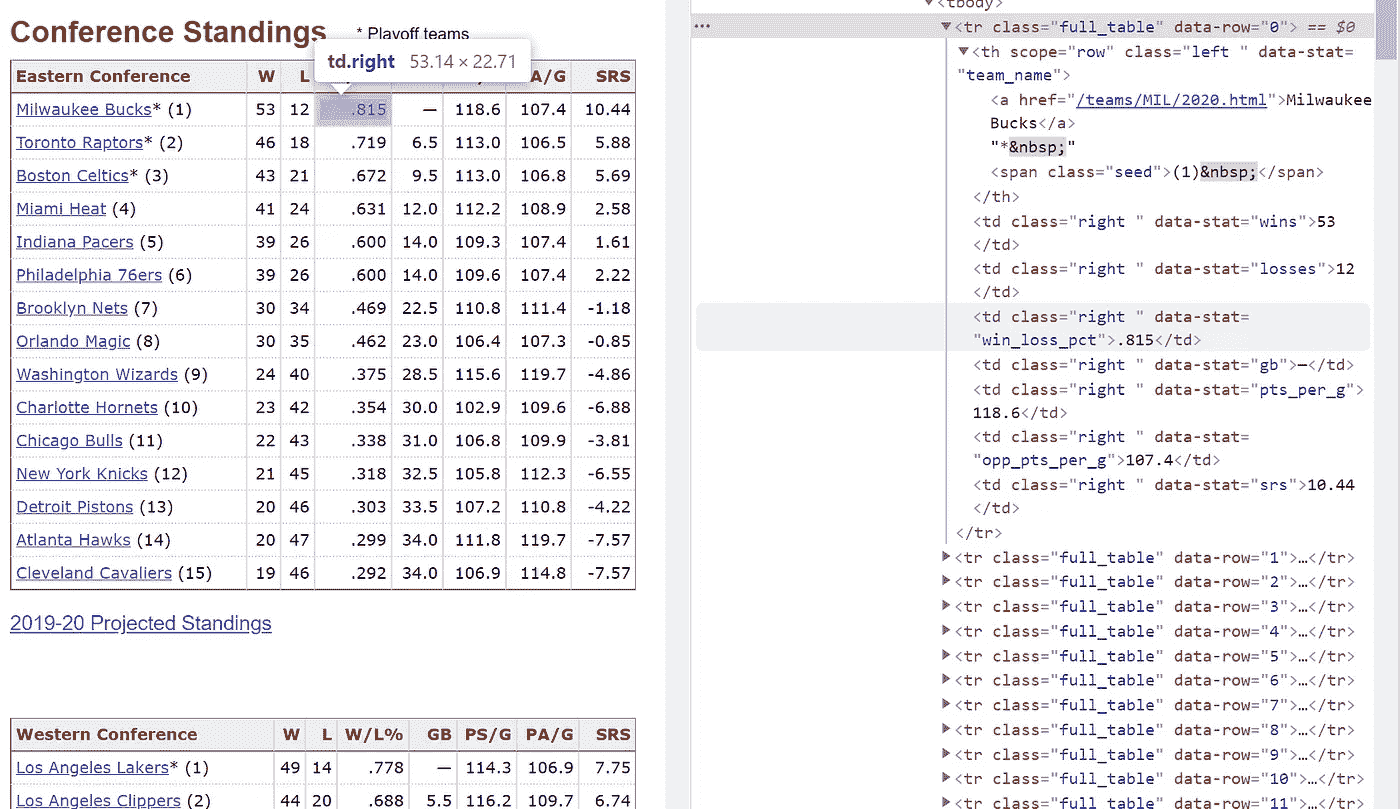 Conference Standings * Playoff teams
td.right 53.14 × 22.71
Eastern Conference W L A/G SRS
Milwaukee Bucks* (1) 53 12 .815 — 118.6 107.4 10.44
Toronto Raptors* (2) 46 18 .719 6.5 113.0 106.5 5.88
Boston Celtics* (3) 43 21 .672 9.5 113.0 106.8 5.69
Miami Heat (4) 41 24 .631 12.0 112.2 108.9 2.58
Indiana Pacers (5) 39 26 .600 14.0 109.3 107.4 1.61
Philadelphia 76ers (6) 39 26 .600 14.0 109.6 107.4 2.22
Brooklyn Nets (7) 30 34 .469 22.5 110.8 111.4 -1.18
Orlando Magic (8) 30 35 .462 23.0 106.4 107.3 -0.85
Washington Wizards (9) 24 40 .375 28.5 115.6 119.7 -4.86
Charlotte Hornets (10) 23 42 .354 30.0 102.9 109.6 -6.88
Chicago Bulls (11) 22 43 .338 31.0 106.8 109.9 -3.81
New York Knicks (12) 21 45 .318 32.5 105.8 112.3 -6.55
Detroit Pistons (13) 20 46 .303 33.5 107.2 110.8 -4.22
Atlanta Hawks (14) 20 47 .299 34.0 111.8 119.7 -7.57
Cleveland Cavaliers (15) 19 46 .292 34.0 106.9 114.8 -7.57
2019-20 Projected Standings
Western Conference W L W/L% GB PS/G PA/G SRS
Los Angeles Lakers* (1) 49 14 .778 — 114.3 106.9 7.75
Los Angeles Clippers (2) 44 20 .688 5.5 116.2 109.7 6.74
<tbody>
<tr class="full_table" data-row="0"> == $0
<th scope="row" class="left " data-stat=
"team_name">
<a href="/teams/MIL/2020.html">Milwaukee
Bucks</a>
"*&nbsp;"
<span class="seed">(1)&nbsp;</span>
</th>
<td class="right " data-stat="wins">53
</td>
<td class="right " data-stat="losses">12
</td>
<td class="right " data-stat=
"win_loss_pct">.815</td>
<td class="right " data-stat="gb">—</td>
<td class="right " data-stat="pts_per_g">
118.6</td>
<td class="right " data-stat=
"opp_pts_per_g">107.4</td>
<td class="right " data-stat="srs">10.44
</td>
</tr>
<tr class="full_table" data-row="1">…</tr>
<tr class="full_table" data-row="2">…</tr>
<tr class="full_table" data-row="3">…</tr>
<tr class="full_table" data-row="4">…</tr>
<tr class="full_table" data-row="5">…</tr>
<tr class="full_table" data-row="6">…</tr>
<tr class="full_table" data-row="7">…</tr>
<tr class="full_table" data-row="8">…</tr>
<tr class="full_table" data-row="9">…</tr>
<tr class="full_table" data-row="10">…</tr>
<tr class="full_table" data-row="11">…</tr>